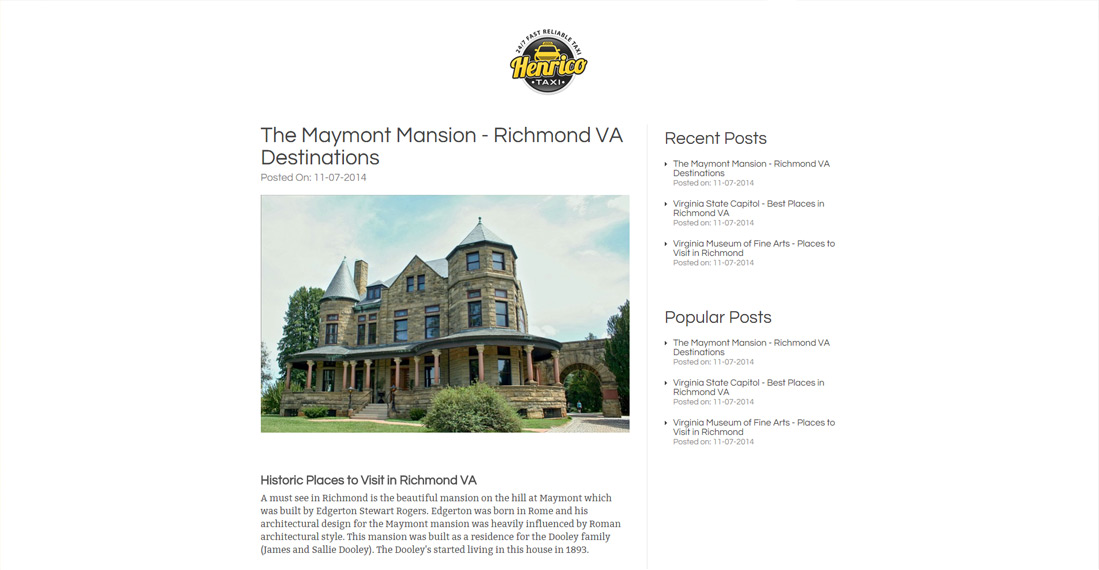 24/7 FAST RELIABLE TAXI
Henrico
TAXI
The Maymont Mansion - Richmond VA
Destinations
Posted On: 11-07-2014
Historic Places to Visit in Richmond VA
A must see in Richmond is the beautiful mansion on the hill at Maymont which
was built by Edgerton Stewart Rogers. Edgerton was born in Rome and his
architectural design for the Maymont mansion was heavily influenced by Roman
architectural style. This mansion was built as a residence for the Dooley family
(James and Sallie Dooley). The Dooley's started living in this house in 1893.
Recent Posts
The Maymont Mansion - Richmond VA
Destinations
Posted on: 11-07-2014
Virginia State Capitol - Best Places in
Richmond VA
Posted on: 11-07-2014
Virginia Museum of Fine Arts - Places to
Visit in Richmond
Posted on: 11-07-2014
Popular Posts
The Maymont Mansion - Richmond VA
Destinations
Posted on: 11-07-2014
Virginia State Capitol - Best Places in
Richmond VA
Posted on: 11-07-2014
Virginia Museum of Fine Arts - Places to
Visit in Richmond
Posted on: 11-07-2014